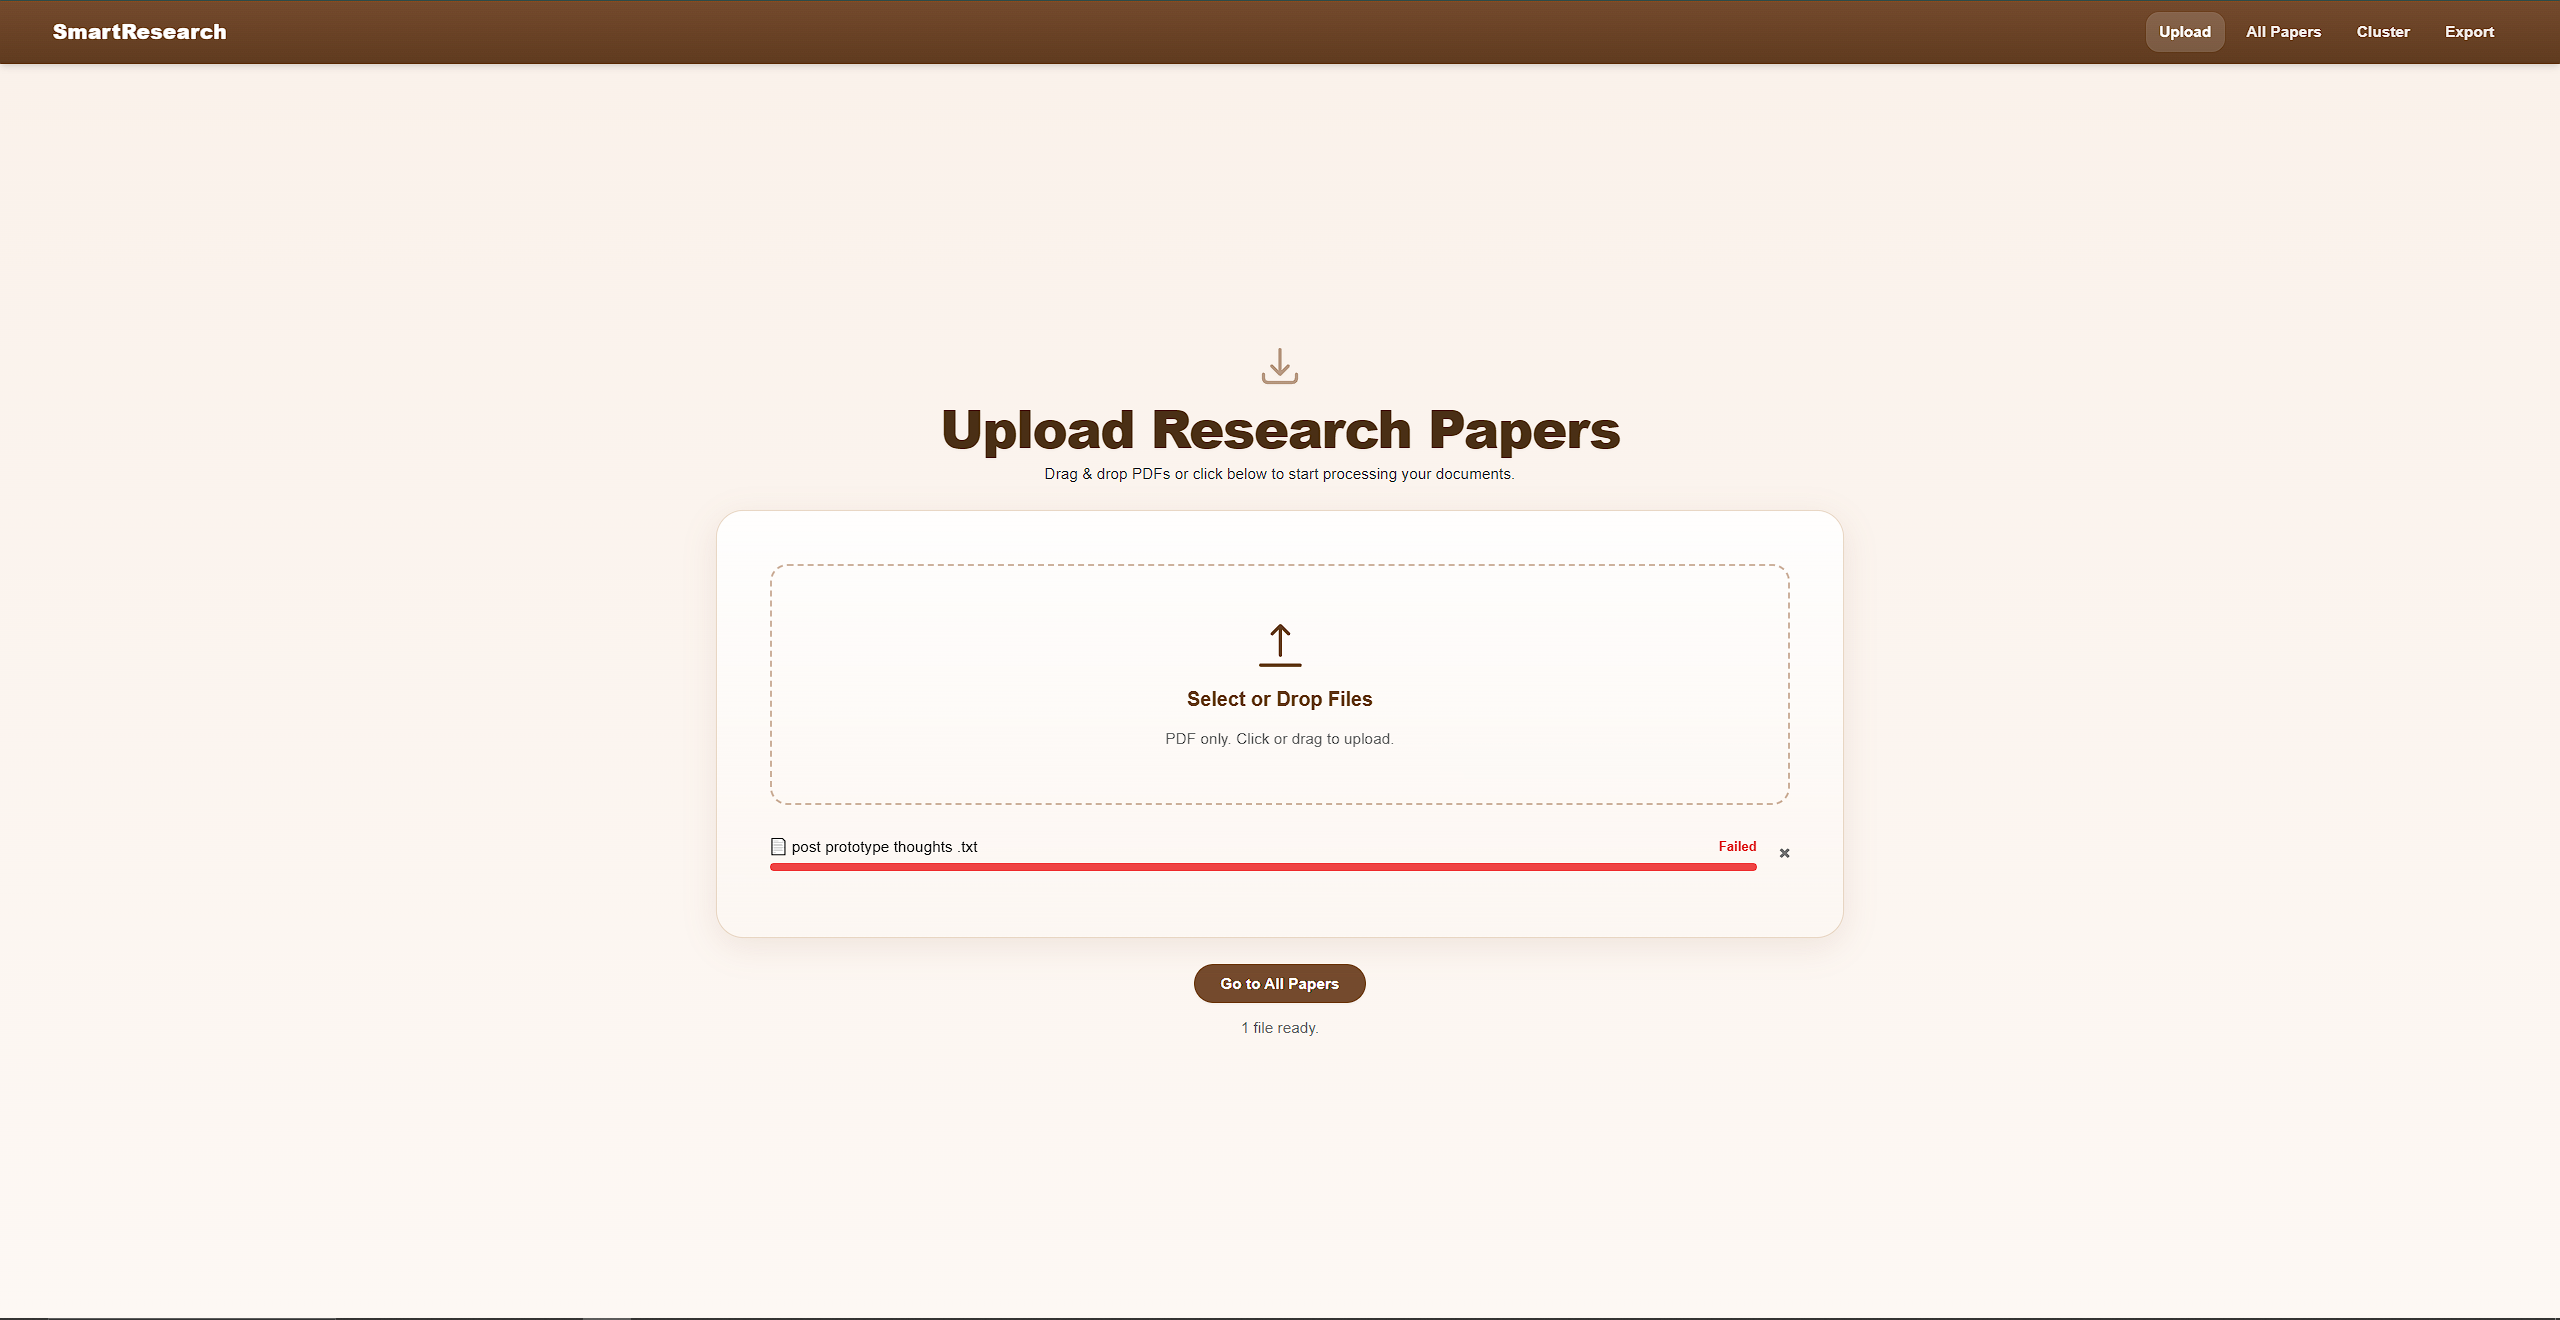 SmartResearch
Upload
All Papers
Cluster
Export
Upload Research Papers
Drag & drop PDFs or click below to start processing your documents.
Select or Drop Files
PDF only. Click or drag to upload.
post prototype thoughts .txt
Failed
Go to All Papers
1 file ready.